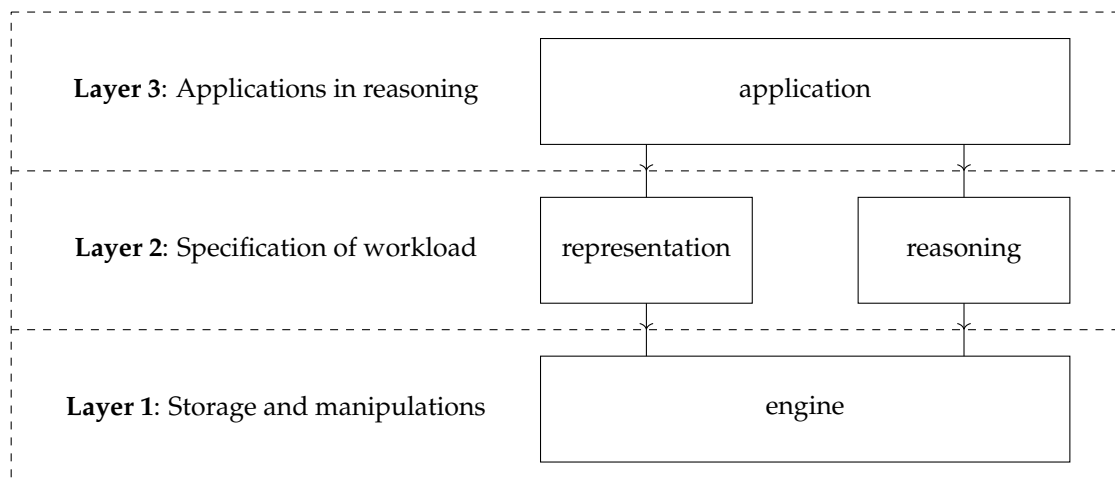 Layer 3: Applications in reasoning
application
Layer 2: Specification of workload
representation
reasoning
Layer 1: Storage and manipulations
engine